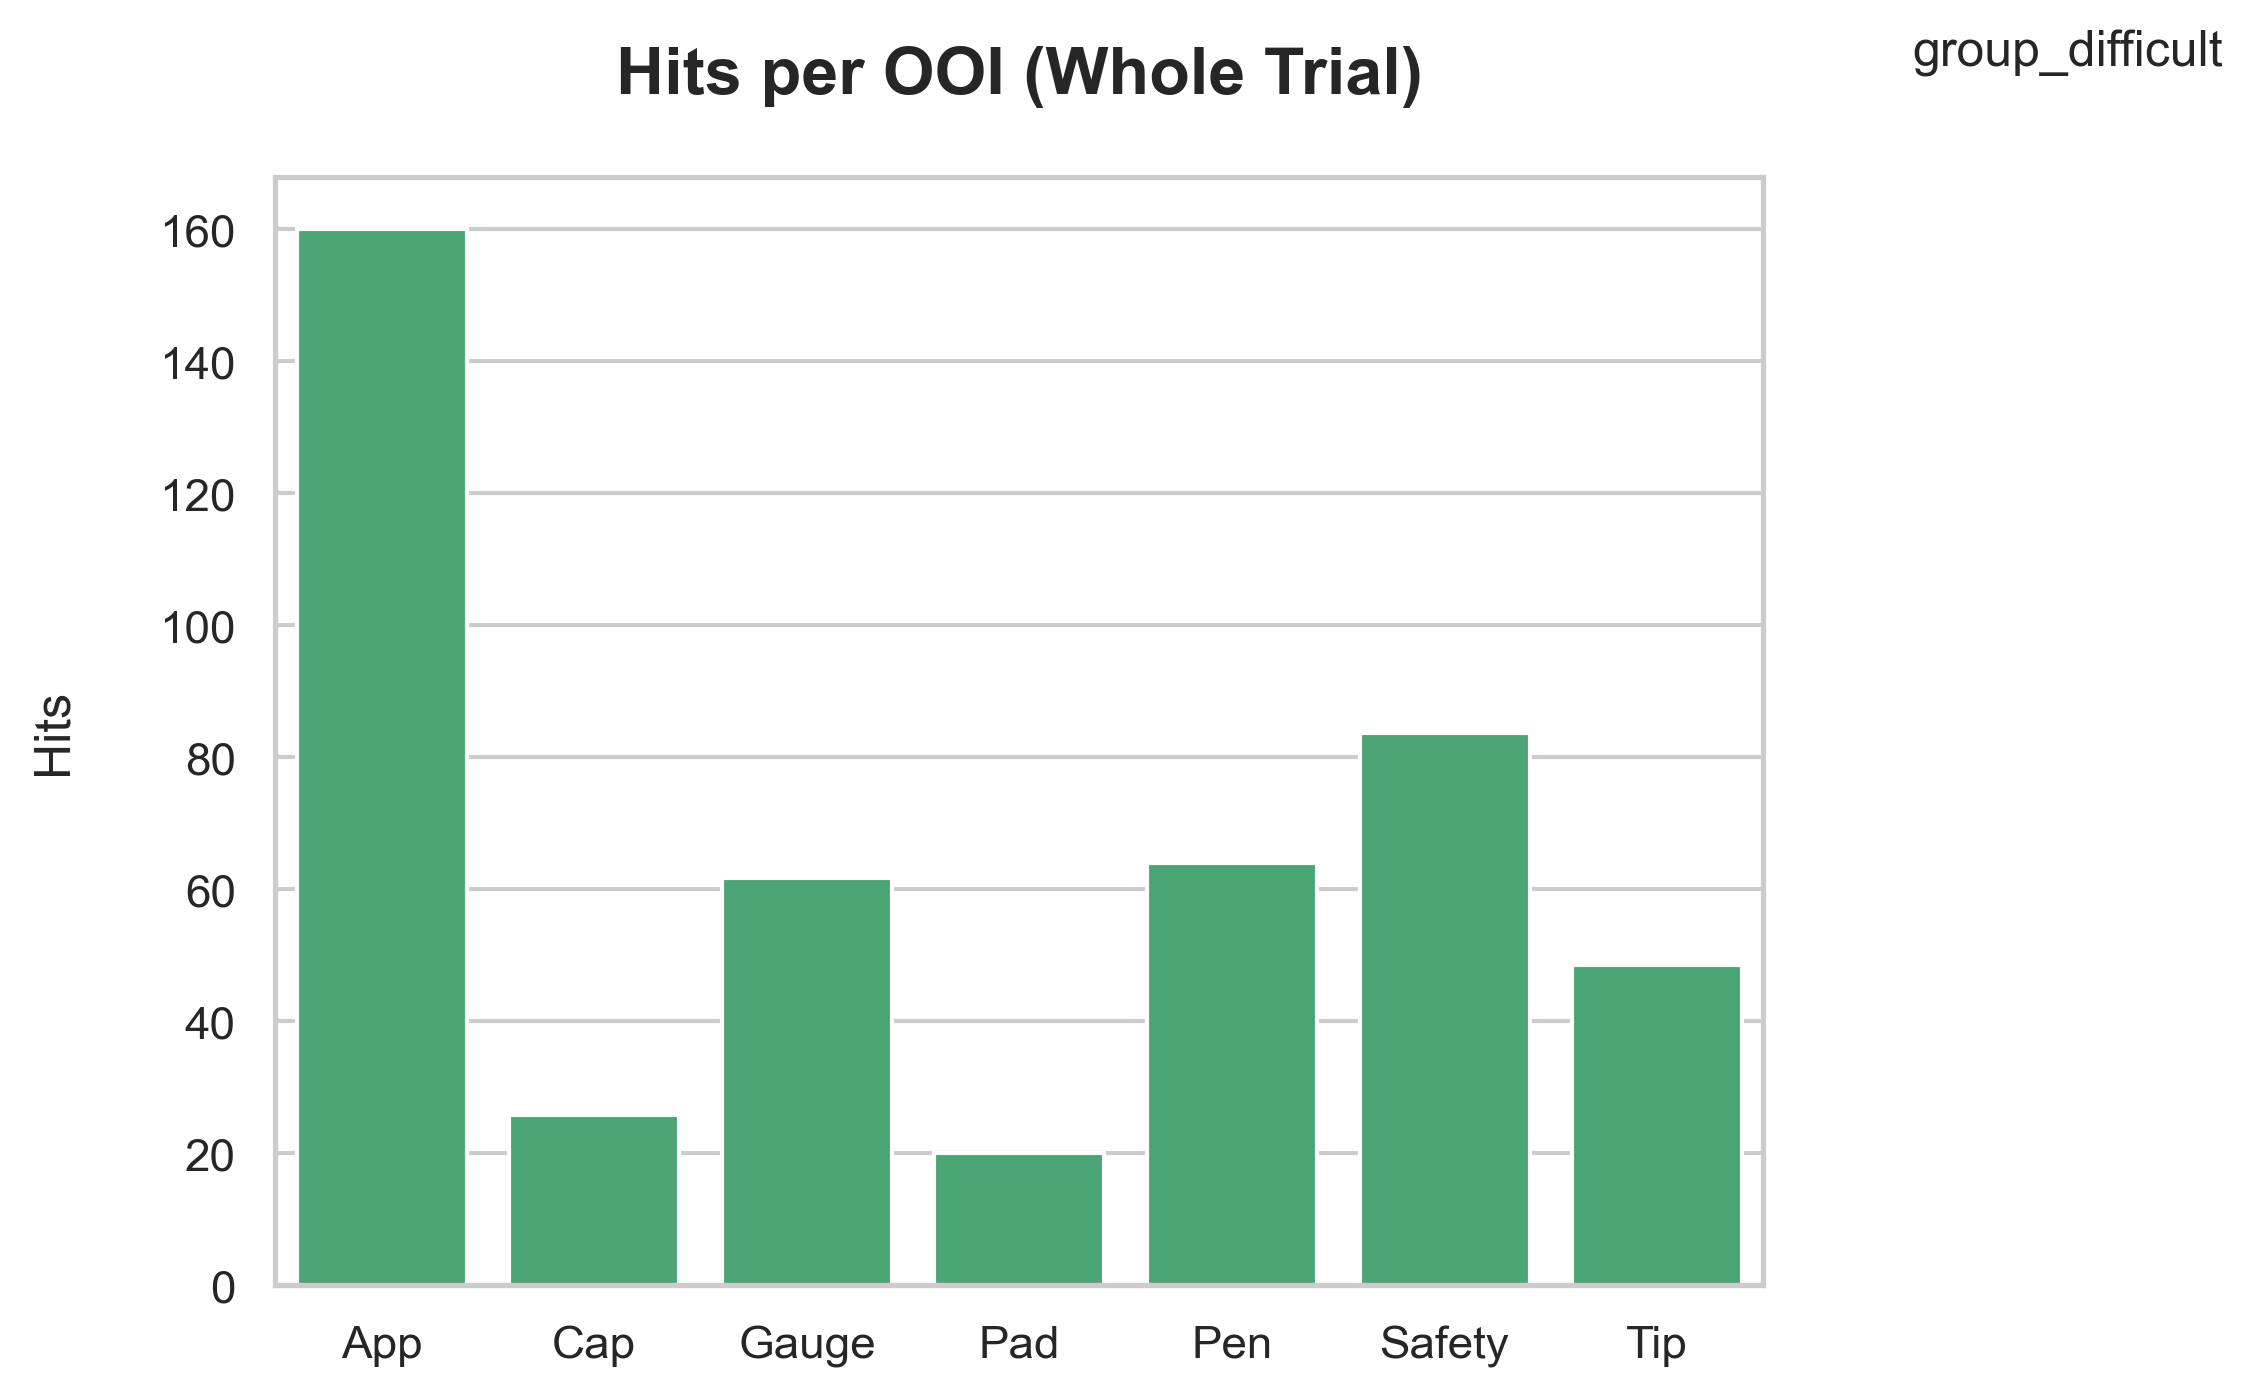 group_difficult
Hits per OOI (Whole Trial)
Hits
160
140
120
100
80
60
40
20
0
App Cap Gauge Pad Pen Safety Tip